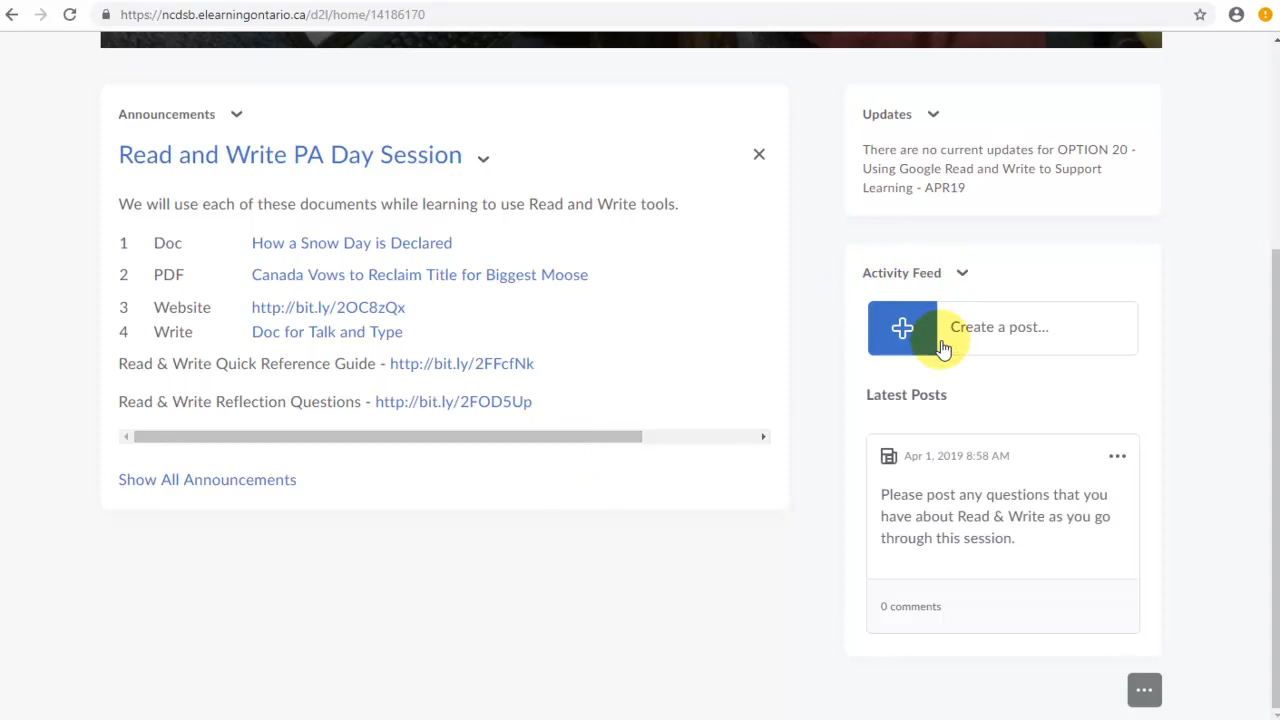 https://ncdsb.elearningontario.ca/d2l/home/14186170
Announcements
Read and Write PA Day Session
We will use each of these documents while learning to use Read and Write tools.
1 Doc How a Snow Day is Declared
2 PDF Canada Vows to Reclaim Title for Biggest Moose
3 Website http://bit.ly/2OC8zQx
4 Write Doc for Talk and Type
Read & Write Quick Reference Guide - http://bit.ly/2FFcfNk
Read & Write Reflection Questions - http://bit.ly/2FOD5Up
Show All Announcements
Updates
There are no current updates for OPTION 20 -
Using Google Read and Write to Support
Learning - APR19
Activity Feed
Create a post...
Latest Posts
Apr 1, 2019 8:58 AM
Please post any questions that you
have about Read & Write as you go
through this session.
0 comments